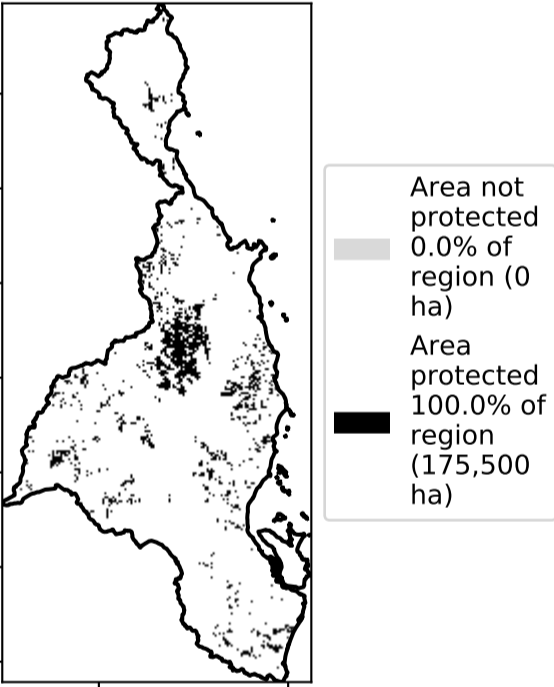 Area not
protected
0.0% of
region (0
ha)
Area
protected
100.0% of
region
(175,500
ha)